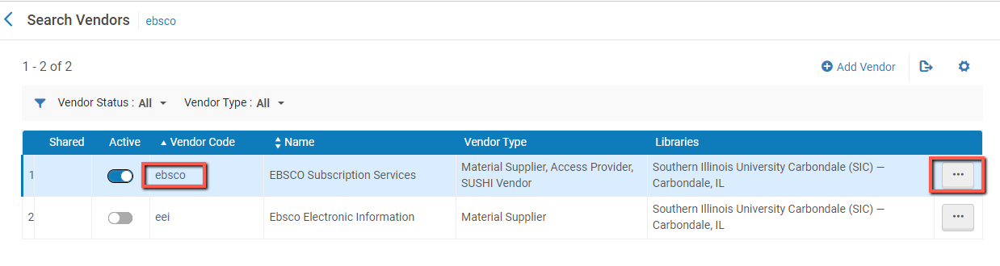 Search Vendors ebsco
1 - 2 of 2 Add Vendor
Vendor Status : All Vendor Type : All
Shared Active Vendor Code Name Vendor Type Libraries
1 ebsco EBSCO Subscription Services Material Supplier, Access Provider, Southern Illinois University Carbondale (SIC) —
SUSHI Vendor Carbondale, IL
2 eei Ebsco Electronic Information Material Supplier Southern Illinois University Carbondale (SIC) —
Carbondale, IL